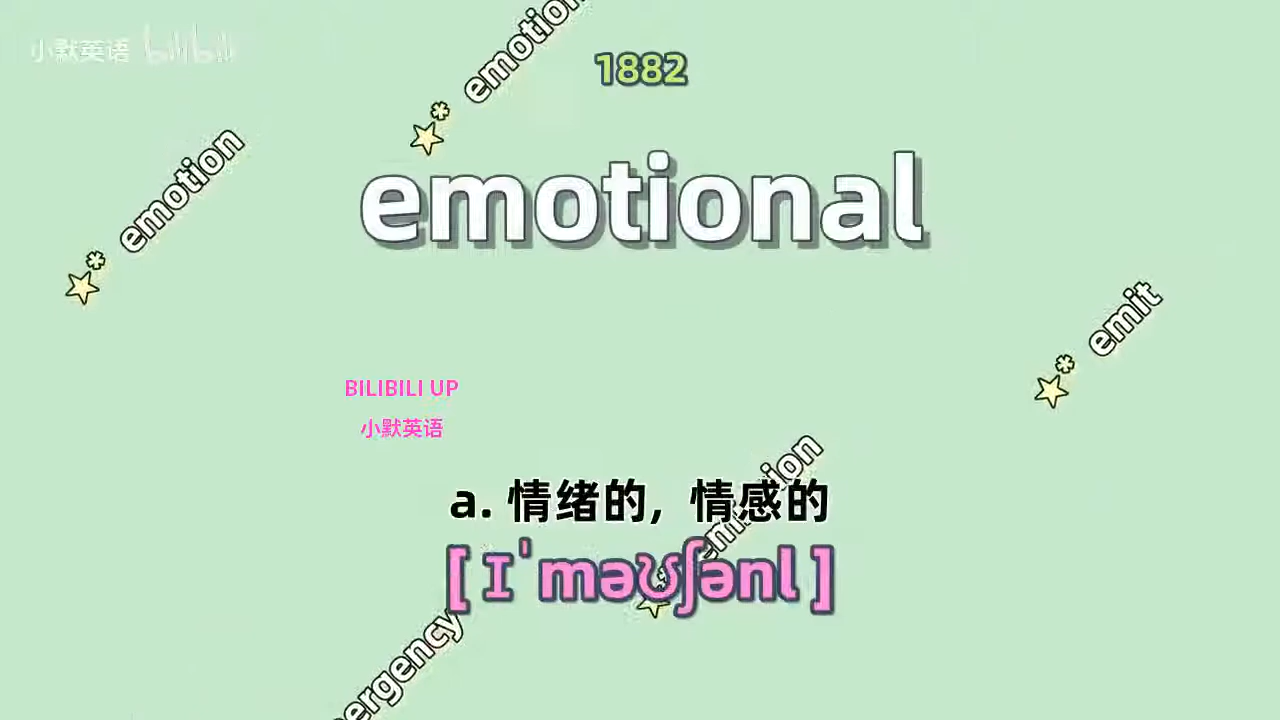 小默英语 bilibili
1882
emotion
emotion
emotional
emit
BILIBILI UP
小默英语
a. 情绪的，情感的
[ ɪˈməʊʃənl ]